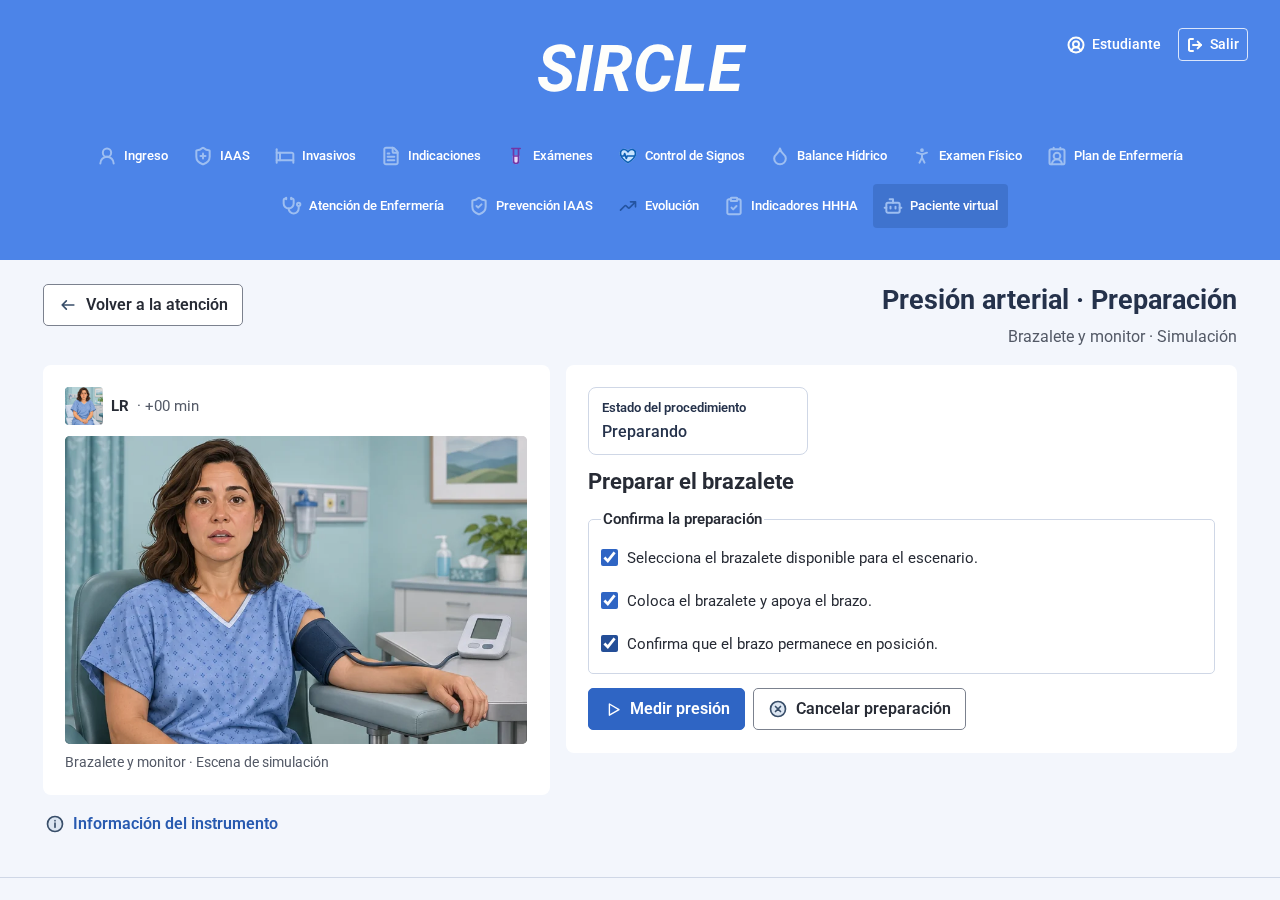 SIRCLE
Estudiante
Salir
Ingreso
IAAS
Invasivos
Indicaciones
Exámenes
Control de Signos
Balance Hídrico
Examen Físico
Plan de Enfermería
Atención de Enfermería
Prevención IAAS
Evolución
Indicadores HHHA
Paciente virtual
Volver a la atención
Presión arterial · Preparación
Brazalete y monitor · Simulación
LR · +00 min
Brazalete y monitor · Escena de simulación
Información del instrumento
Estado del procedimiento
Preparando
Preparar el brazalete
Confirma la preparación
Selecciona el brazalete disponible para el escenario.
Coloca el brazalete y apoya el brazo.
Confirma que el brazo permanece en posición.
Medir presión
Cancelar preparación